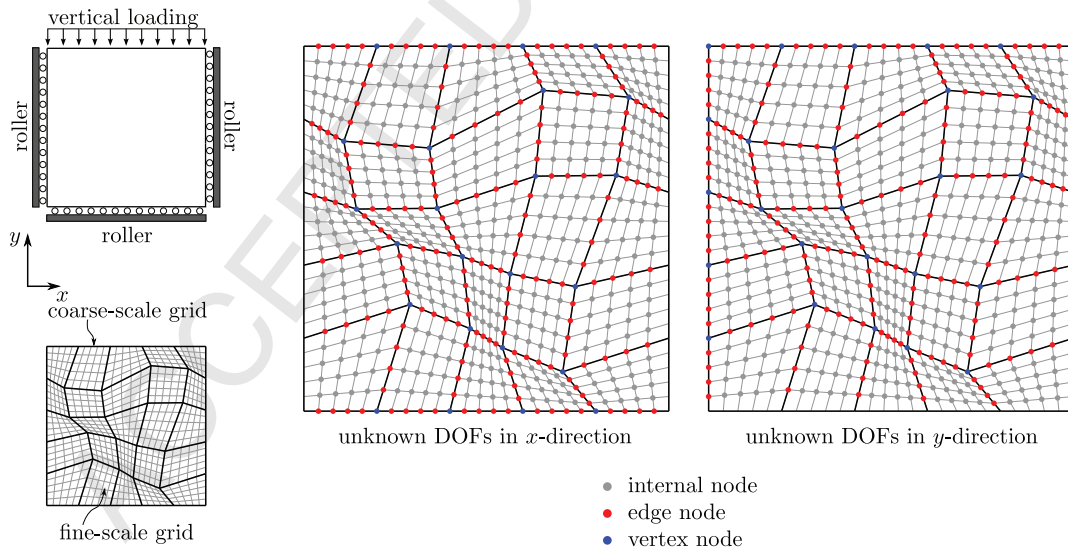 vertical loading
roller
roller
roller
y
x
coarse-scale grid
fine-scale grid
unknown DOFs in x-direction
unknown DOFs in y-direction
internal node
edge node
vertex node
ACCEPTED